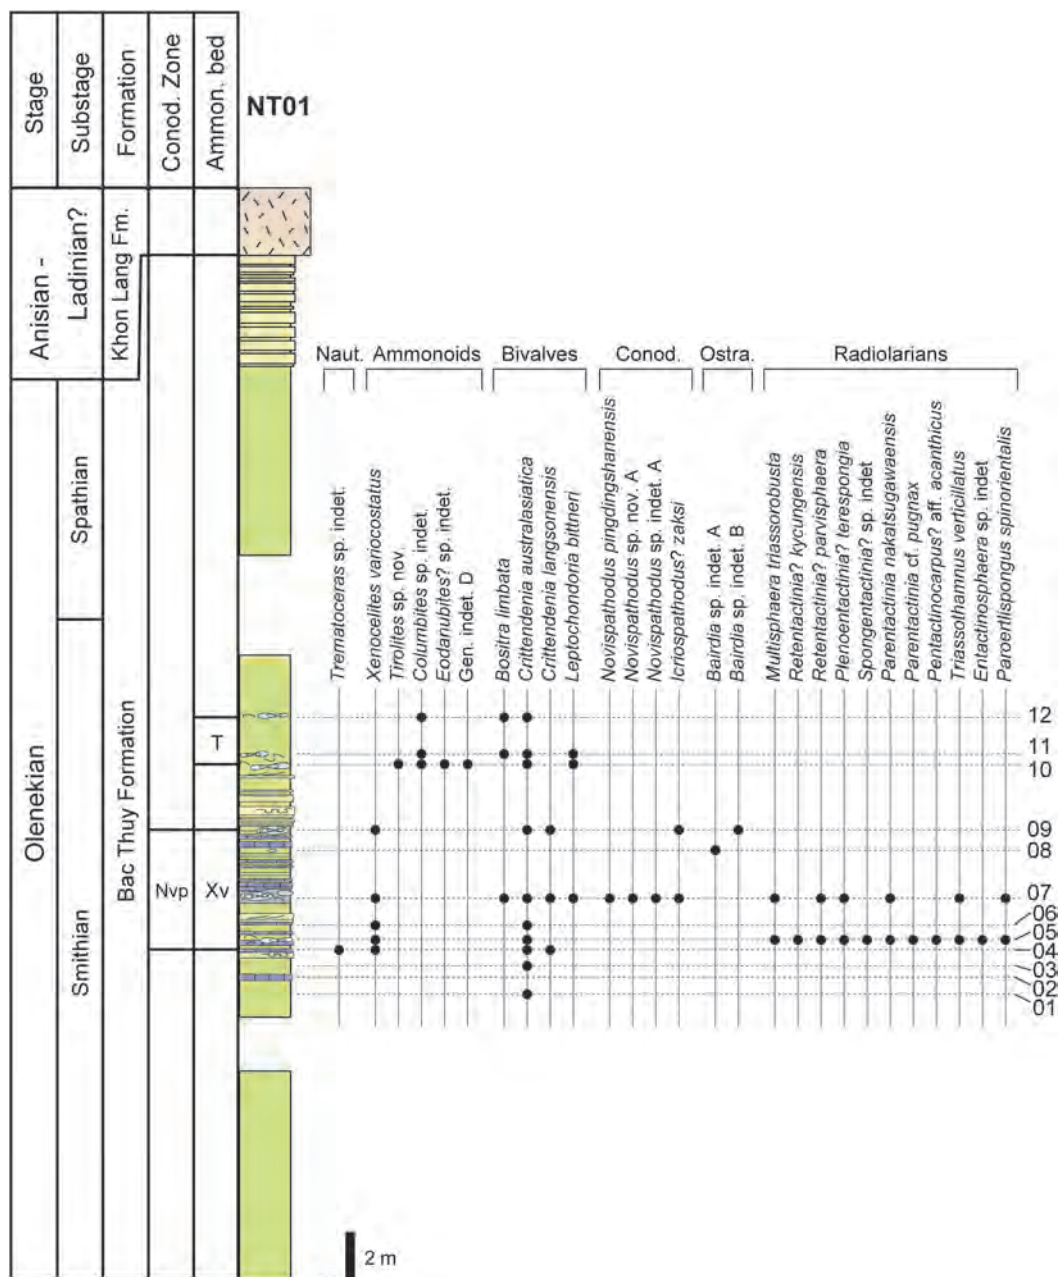 Stage
Substage
Formation
Conod. Zone
Ammon. bed
NT01
Anisian -
Ladinian?
Khon Lang Fm.
Olenekian
Spathian
Smithian
Bac Thuy Formation
Nvp
T
Xv
Naut.
Ammonoids
Bivalves
Conod.
Ostra.
Radiolarians
Trematoceras sp. indet.
Xenocelites variocostatus
Tirolites sp. nov.
Columbites sp. indet.
Eodanubites? sp. indet.
Gen. indet. D
Bositra limbata
Crittendenia australasiatica
Crittendenia langsonensis
Leptochondria bittneri
Novispathodus pingdingshanensis
Novispathodus sp. nov. A
Novispathodus sp. indet. A
Icriospathodus? zaksi
Bairdia sp. indet. A
Bairdia sp. indet. B
Multisphaera triassorobusta
Retentactinia? kycungensis
Retentactinia? parvisphaera
Plenoentactinia? terespongia
Spongentactinia? sp. indet
Parentactinia nakatsugawaensis
Parentactinia cf. pugnax
Pentactinocarpus? aff. acanthicus
Triassothamnus verticillatus
Entactinosphaera sp. indet
Paroertlispongus spinorientalis
12
11
10
09
08
07
06
05
04
03
02
01
2 m